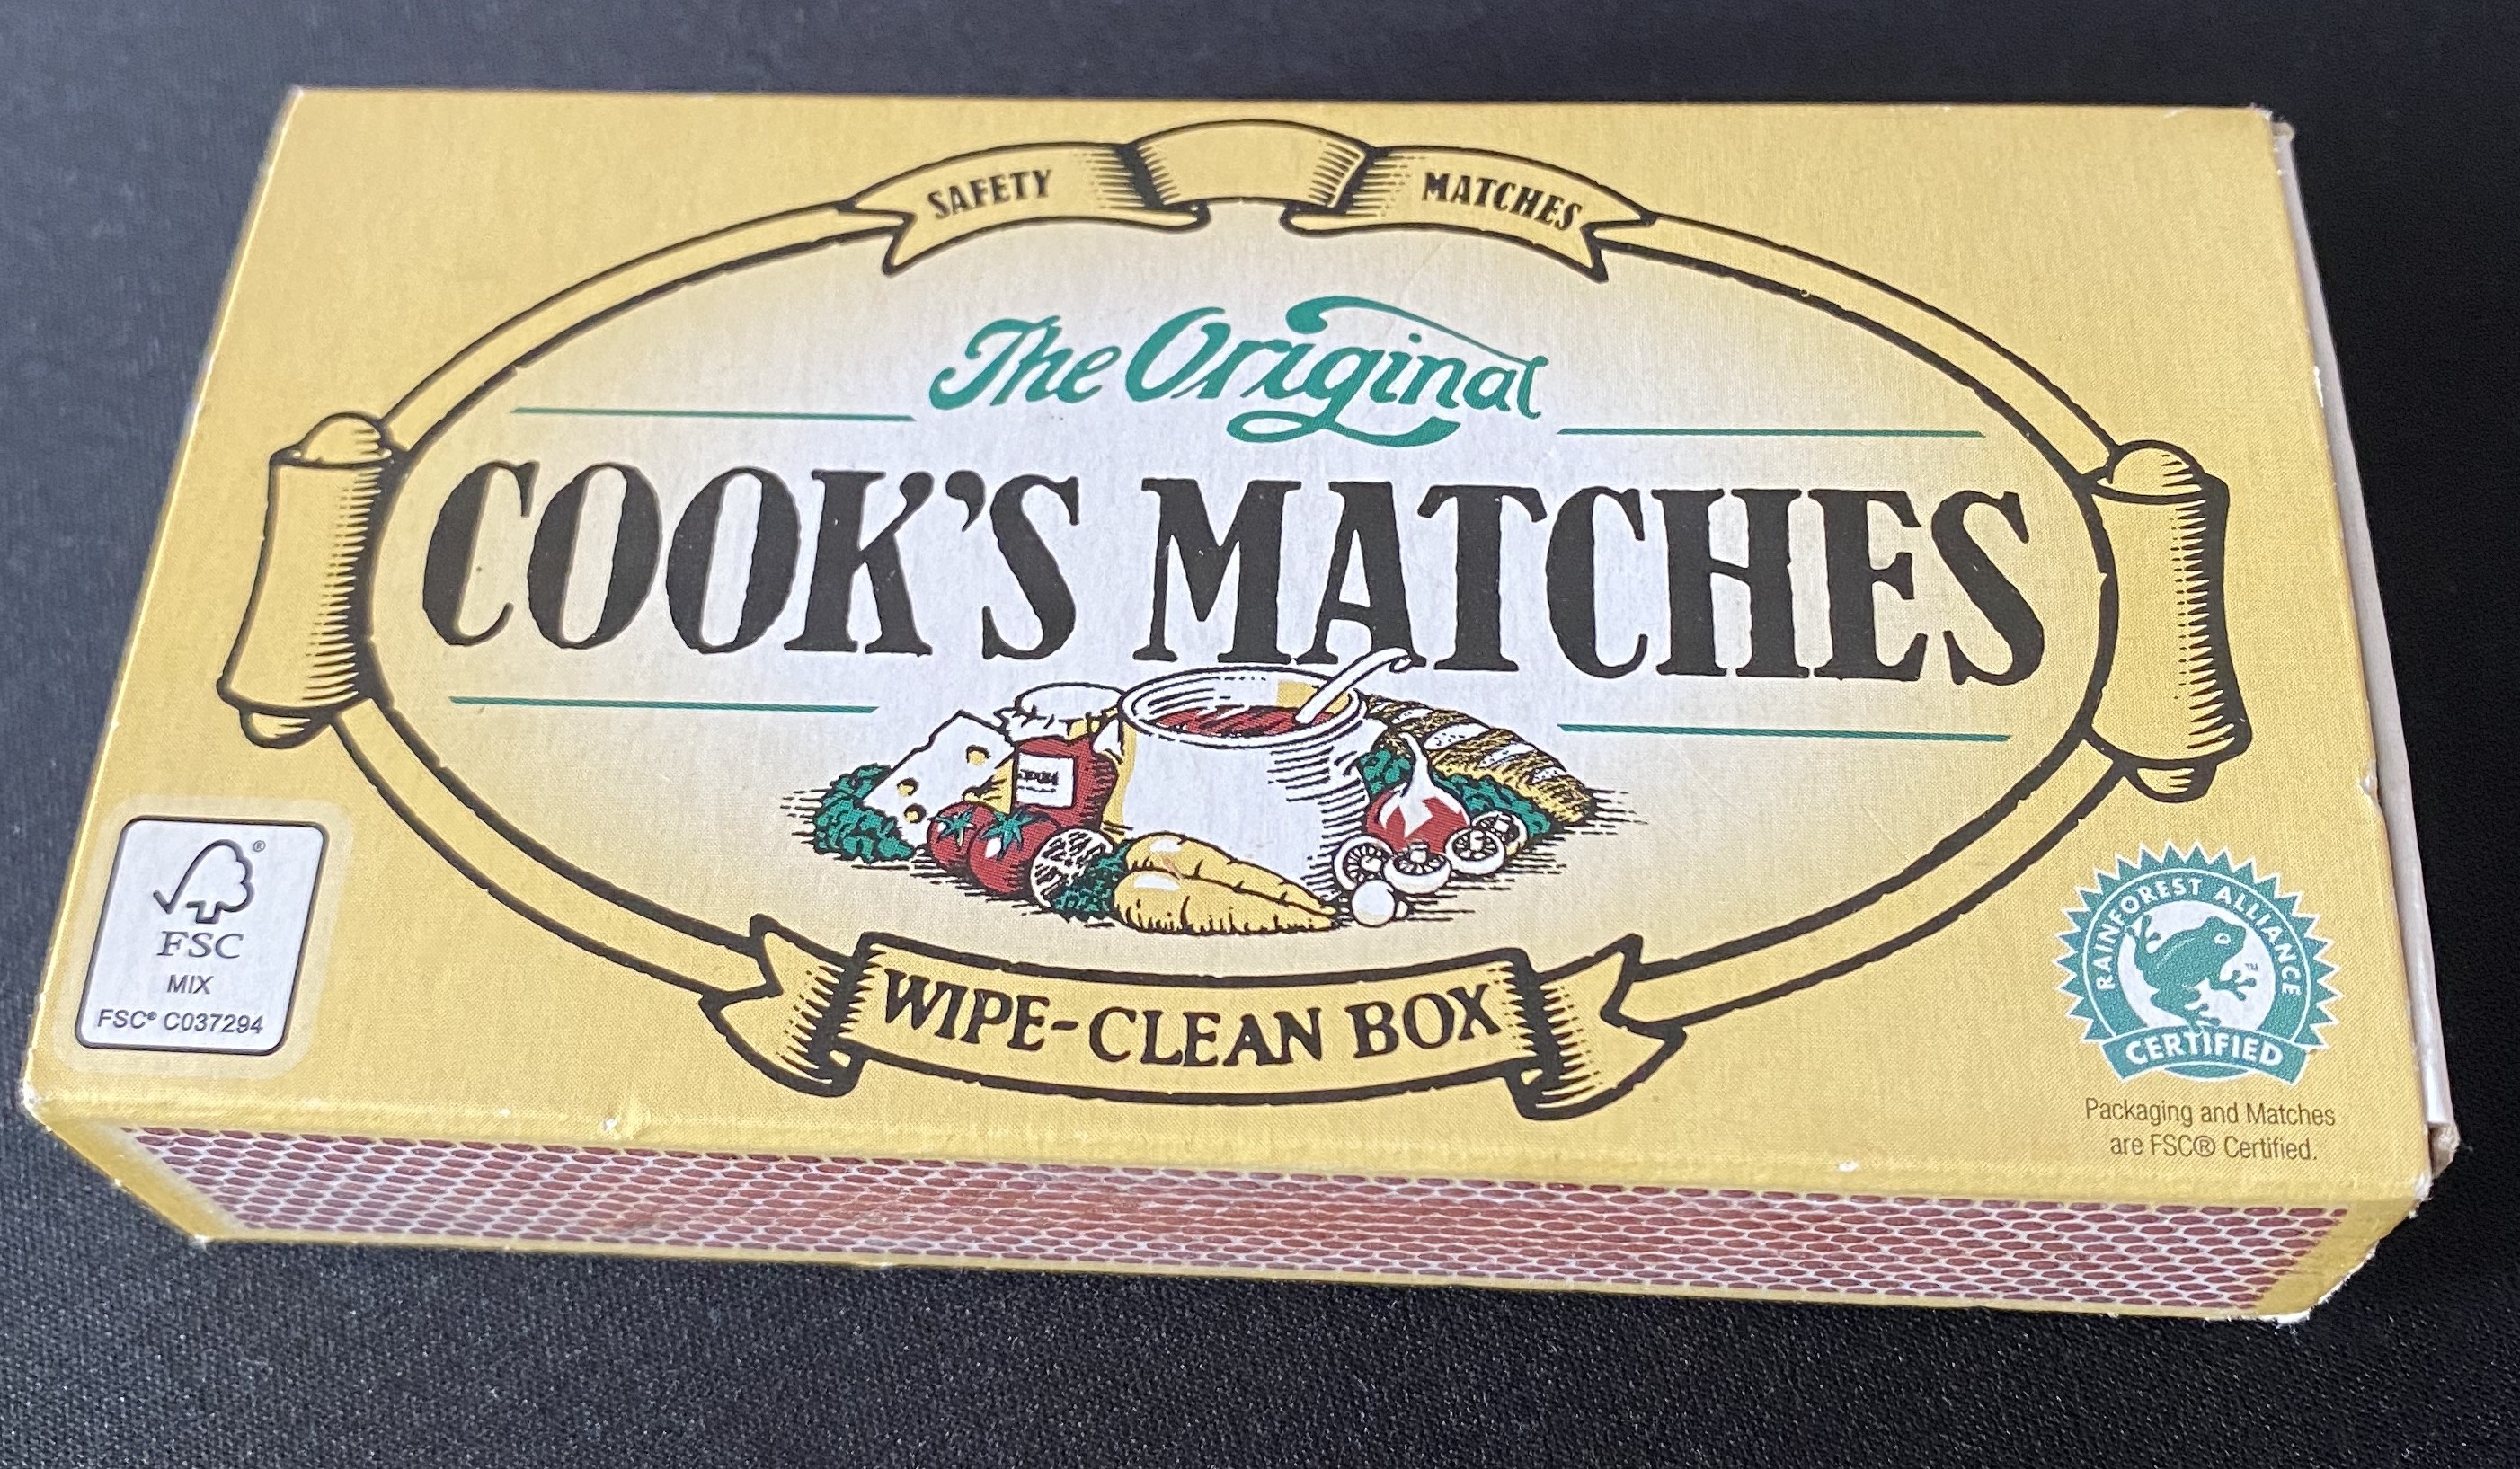 SAFETY MATCHES
The Original
COOK'S MATCHES
WIPE-CLEAN BOX
®
FSC
MIX
FSC® C037294
RAINFOREST ALLIANCE
TM
CERTIFIED
Packaging and Matches
are FSC® Certified.